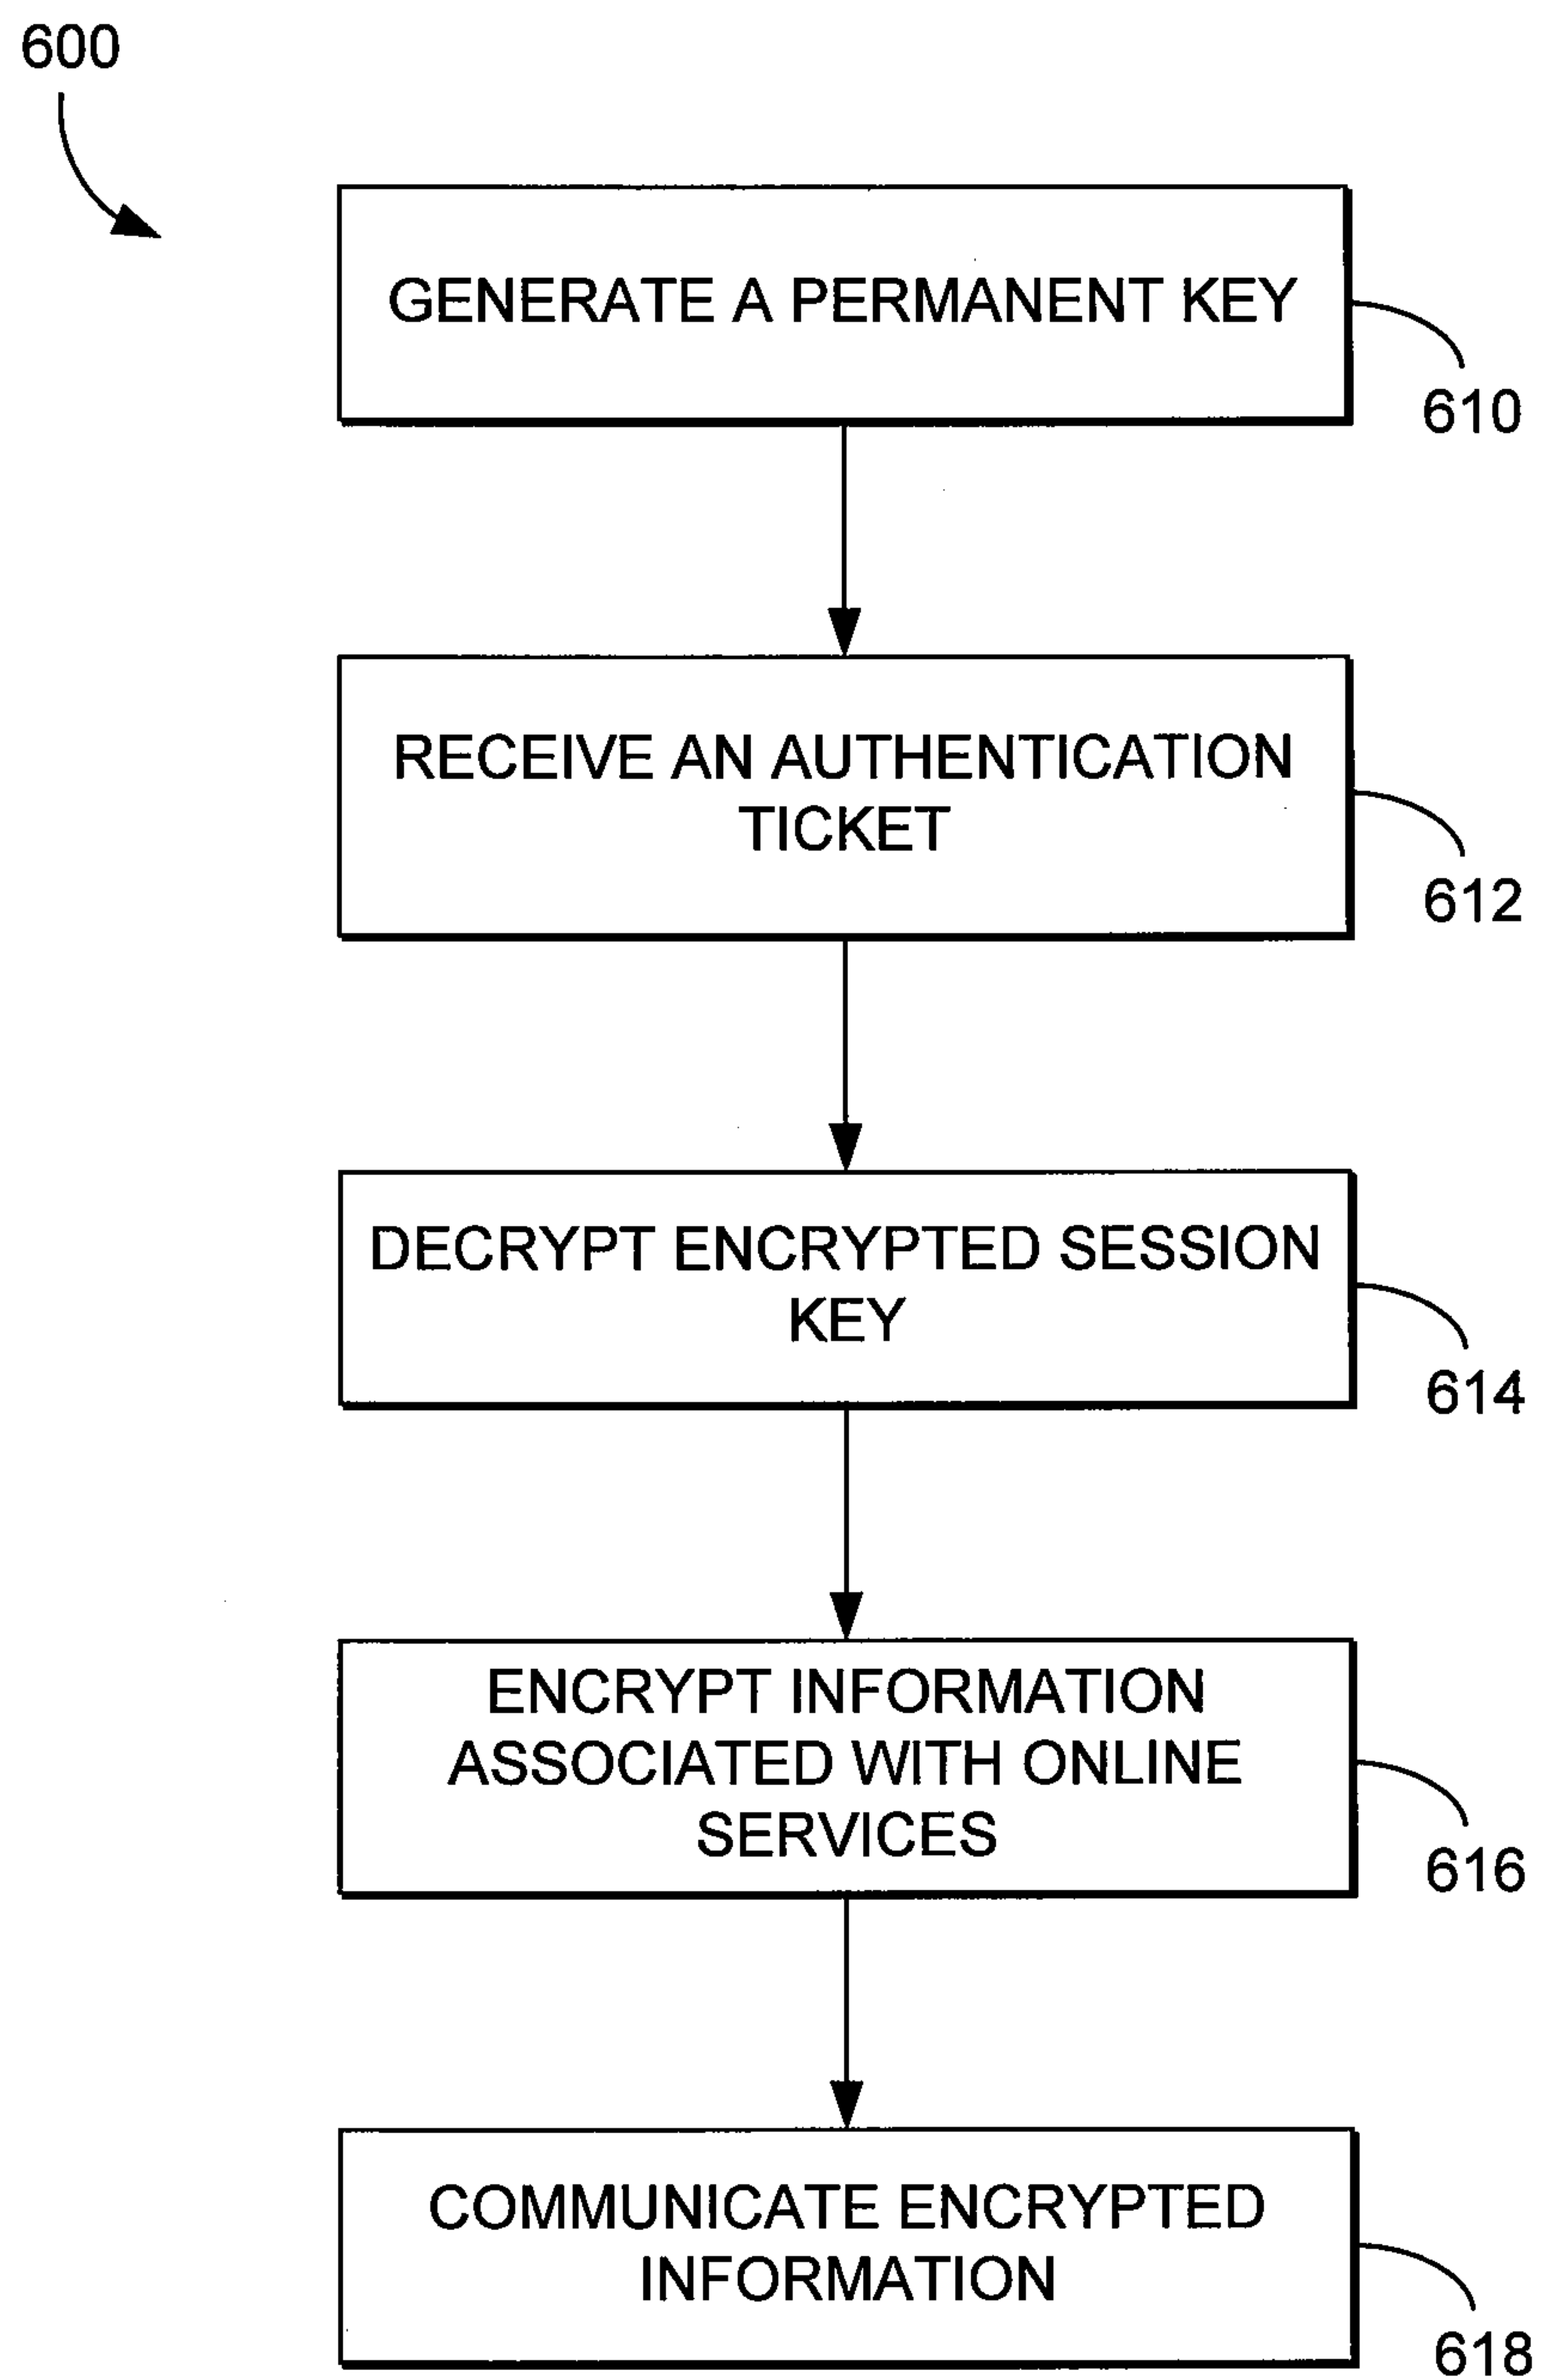 600
GENERATE A PERMANENT KEY
610
RECEIVE AN AUTHENTICATION
TICKET
612
DECRYPT ENCRYPTED SESSION
KEY
614
ENCRYPT INFORMATION
ASSOCIATED WITH ONLINE
SERVICES
616
COMMUNICATE ENCRYPTED
INFORMATION
618